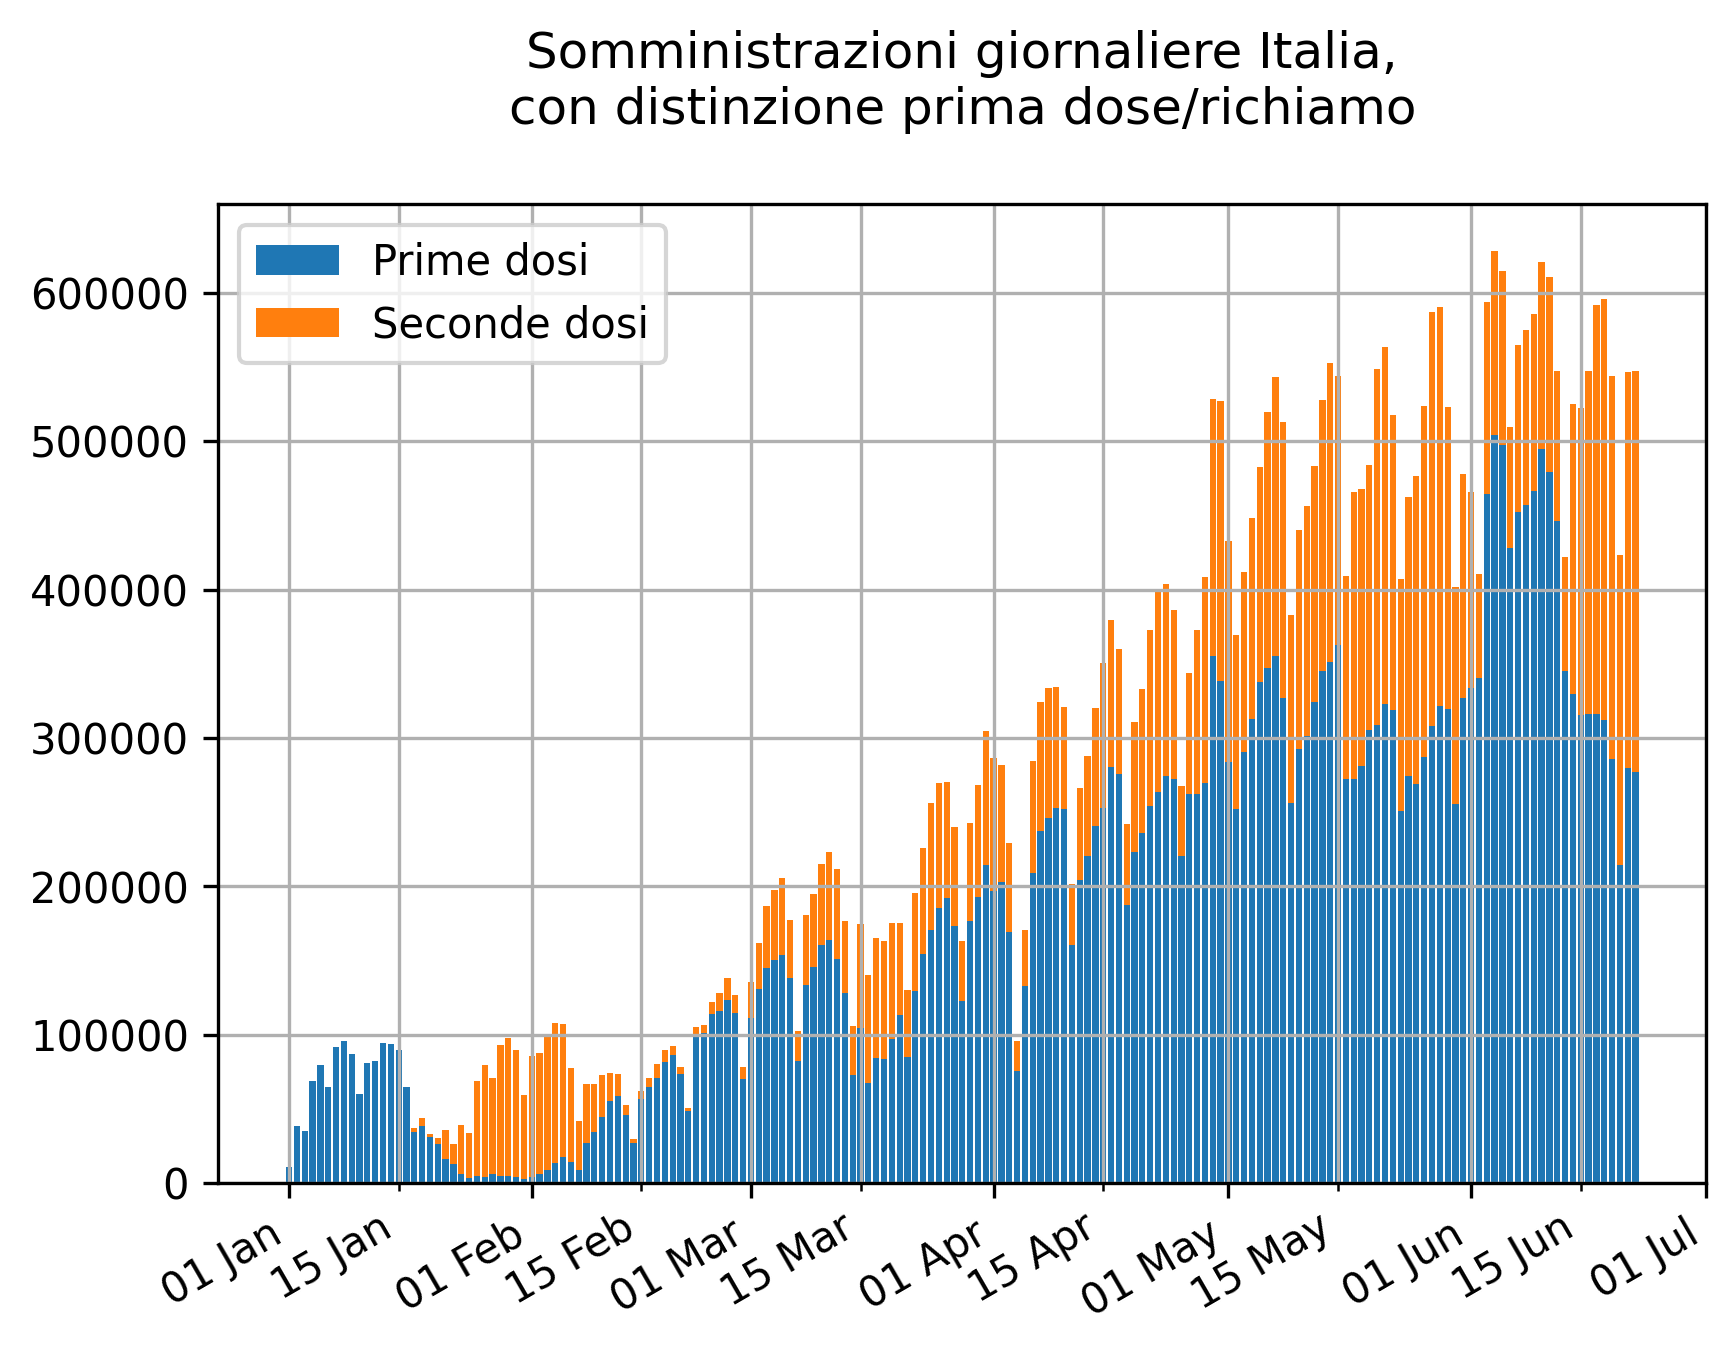 Somministrazioni giornaliere Italia,
con distinzione prima dose/richiamo
Prime dosi
Seconde dosi
600000
500000
400000
300000
200000
100000
0
01 Jan
15 Jan
01 Feb
15 Feb
01 Mar
15 Mar
01 Apr
15 Apr
01 May
15 May
01 Jun
15 Jun
01 Jul